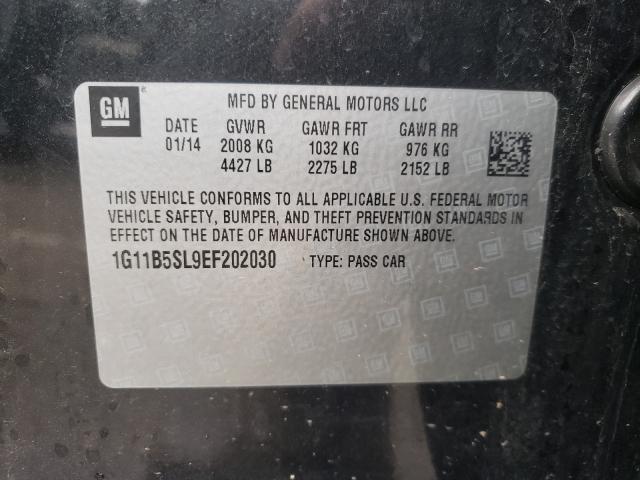 GM
MFD BY GENERAL MOTORS LLC
DATE GVWR GAWR FRT GAWR RR
01/14 2008 KG 1032 KG 976 KG
4427 LB 2275 LB 2152 LB
THIS VEHICLE CONFORMS TO ALL APPLICABLE U.S. FEDERAL MOTOR
VEHICLE SAFETY, BUMPER, AND THEFT PREVENTION STANDARDS IN
EFFECT ON THE DATE OF MANUFACTURE SHOWN ABOVE.
1G11B5SL9EF202030 TYPE: PASS CAR